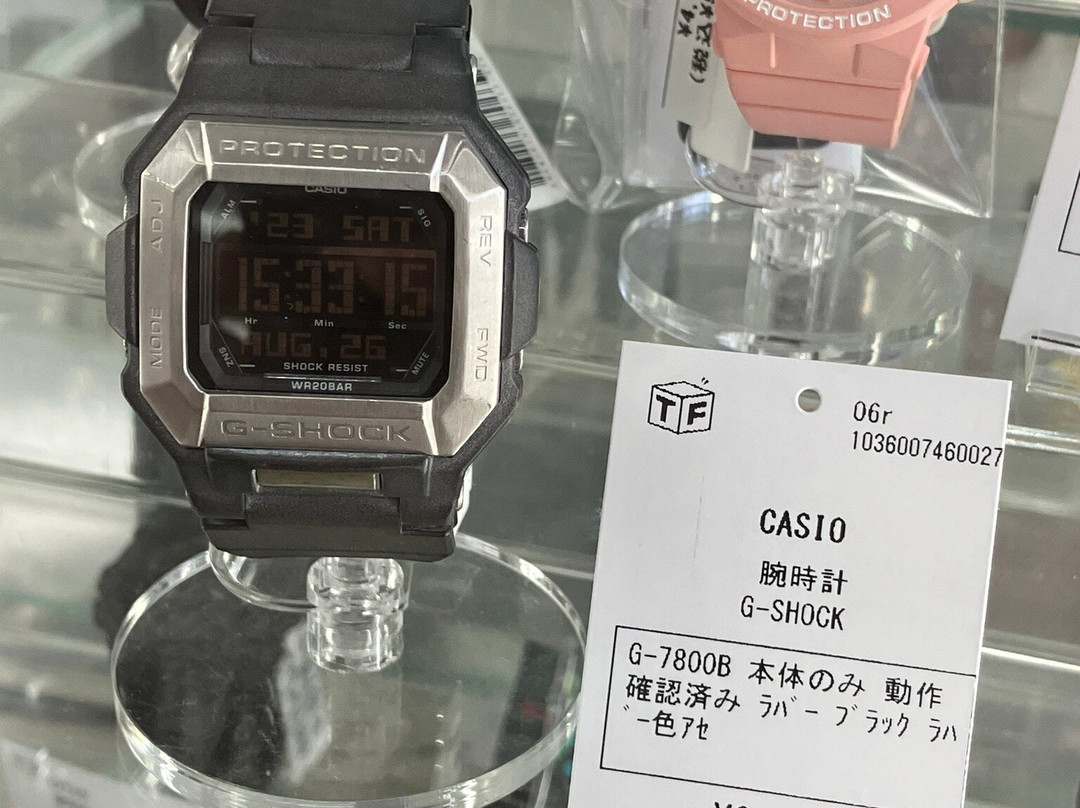 PROTECTION
CASIO
ALM
SIG
'23 SAT
15:33 15
Hr Min Sec
AUG. 26
SNZ
MUTE
SHOCK RESIST
WR20BAR
G-SHOCK
ADJ
MODE
REV
FWD
PROTECTION
TF
06r
1036007460027
CASIO
腕時計
G-SHOCK
G-7800B 本体のみ 動作
確認済み ﾗﾊﾞｰ ﾌﾞﾗｯｸ ﾗﾊ
ﾞｰ色ｱｾ